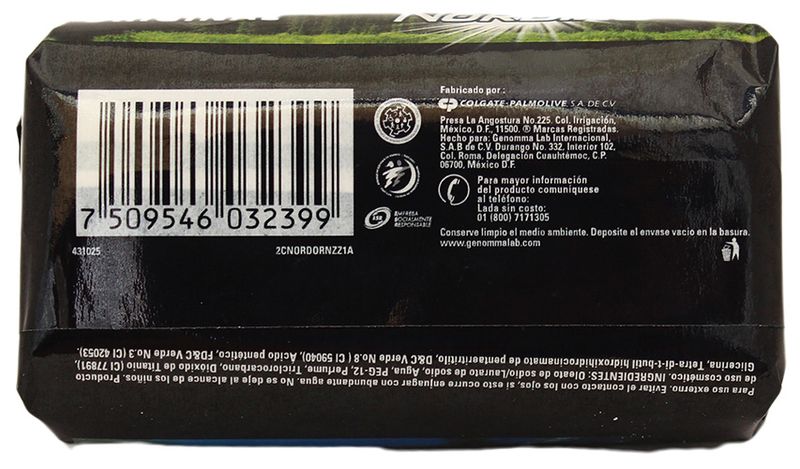 7 509546 032399
431025 2CNORDORNZZ1A
EMPRESA
SOCIALMENTE
RESPONSABLE
Fabricado por :
COLGATE-PALMOLIVE S.A. DE C.V.
Presa La Angostura No.225. Col. Irrigación,
México, D.F., 11500. ® Marcas Registradas.
Hecho para: Genomma Lab Internacional,
S.A.B de C.V. Durango No. 332, Interior 102,
Col. Roma, Delegación Cuauhtémoc, C.P.
06700, México D.F.
Para mayor información
del producto comuniquese
al teléfono:
Lada sin costo:
01 (800) 7171305
Conserve limpio el medio ambiente. Deposite el envase vacio en la basura.
www.genommalab.com
Para uso externo. Evitar el contacto con los ojos, si esto ocurre enjuagar con abundante agua. No se deje al alcance de los niños. Producto
de uso cosmético. INGREDIENTES: Oleato de sodio/Laurato de sodio, Agua, PEG-12, Perfume, Triclorocarbano, Dióxido de Titanio (CI 77891),
Glicerina, Tetra-di-t-butil hidroxihidrocinamato de pentaeritritilo, D&C Verde No.8 ( CI 59040), Ácido pentético, FD&C Verde No.3 (CI 42053).